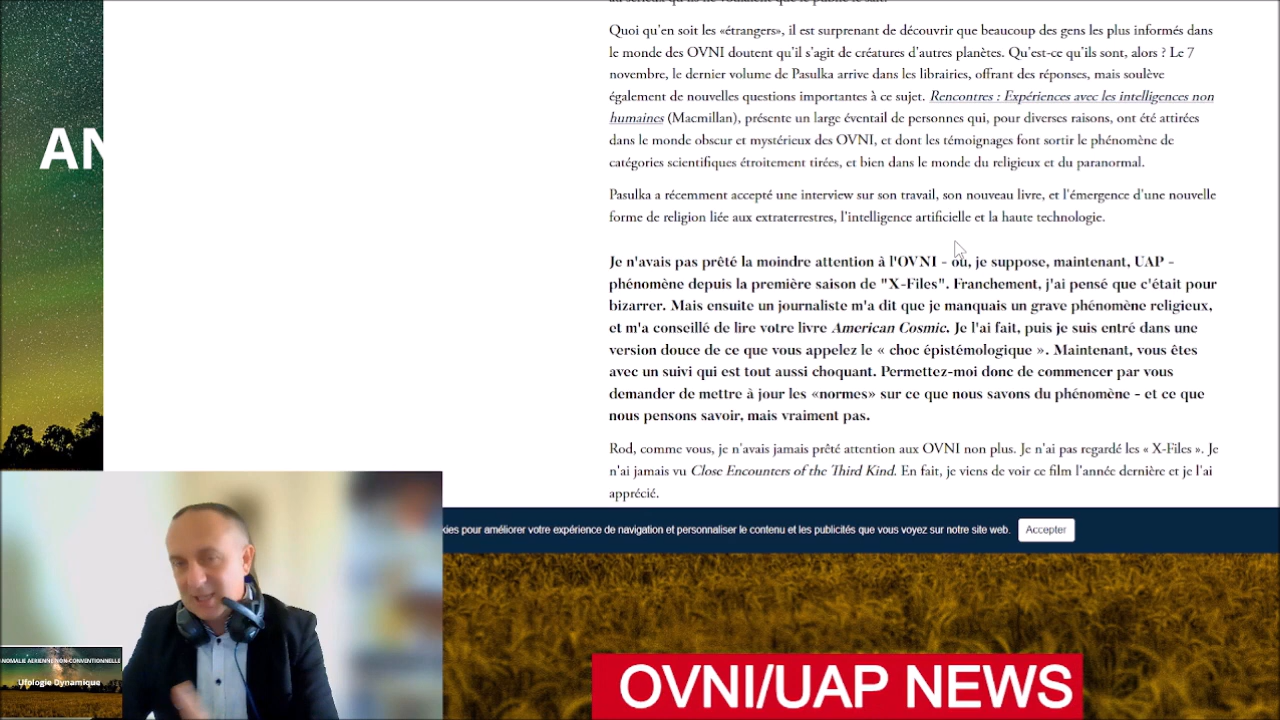 Quoi qu'en soit les «étrangers», il est surprenant de découvrir que beaucoup des gens les plus informés dans
le monde des OVNI doutent qu'il s'agit de créatures d'autres planètes. Qu'est-ce qu'ils sont, alors ? Le 7
novembre, le dernier volume de Pasulka arrive dans les librairies, offrant des réponses, mais soulève
également de nouvelles questions importantes à ce sujet. Rencontres : Expériences avec les intelligences non
humaines (Macmillan), présente un large éventail de personnes qui, pour diverses raisons, ont été attirées
dans le monde obscur et mystérieux des OVNI, et dont les témoignages font sortir le phénomène de
catégories scientifiques étroitement tirées, et bien dans le monde du religieux et du paranormal.
AN
Pasulka a récemment accepté une interview sur son travail, son nouveau livre, et l'émergence d'une nouvelle
forme de religion liée aux extraterrestres, l'intelligence artificielle et la haute technologie.
Je n'avais pas prêté la moindre attention à l'OVNI - ou, je suppose, maintenant, UAP -
phénomène depuis la première saison de "X-Files". Franchement, j'ai pensé que c'était pour
bizarrer. Mais ensuite un journaliste m'a dit que je manquais un grave phénomène religieux,
et m'a conseillé de lire votre livre American Cosmic. Je l'ai fait, puis je suis entré dans une
version douce de ce que vous appelez le « choc épistémologique ». Maintenant, vous êtes
avec un suivi qui est tout aussi choquant. Permettez-moi donc de commencer par vous
demander de mettre à jour les «normes» sur ce que nous savons du phénomène - et ce que
nous pensons savoir, mais vraiment pas.
Rod, comme vous, je n'avais jamais prêté attention aux OVNI non plus. Je n'ai pas regardé les « X-Files ». Je
n'ai jamais vu Close Encounters of the Third Kind. En fait, je viens de voir ce film l'année dernière et je l'ai
apprécié.
kies pour améliorer votre expérience de navigation et personnaliser le contenu et les publicités que vous voyez sur notre site web.
Accepter
ANOMALIE AERIENNE NON-CONVENTIONNELLE
Ufologie Dynamique
OVNI/UAP NEWS